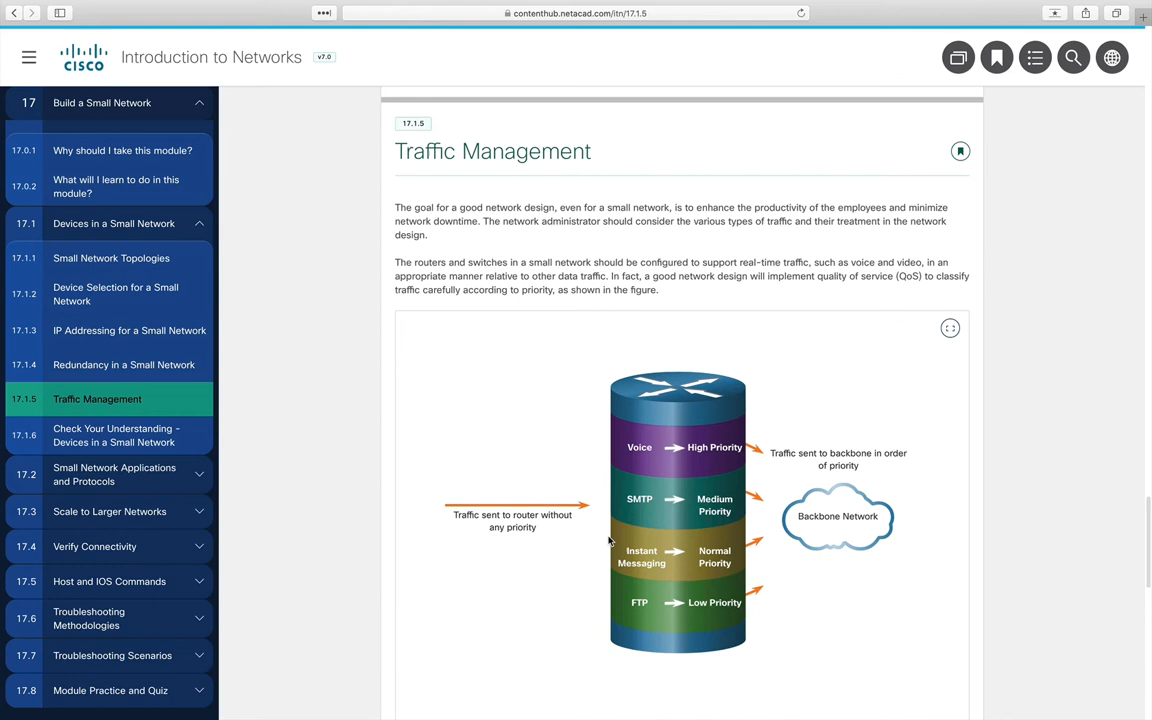 contenthub.netacad.com/itn/17.1.5
CISCO
Introduction to Networks
v7.0
17 Build a Small Network
17.0.1 Why should I take this module?
17.0.2 What will I learn to do in this
module?
17.1 Devices in a Small Network
17.1.1 Small Network Topologies
17.1.2 Device Selection for a Small
Network
17.1.3 IP Addressing for a Small Network
17.1.4 Redundancy in a Small Network
17.1.5 Traffic Management
17.1.6 Check Your Understanding -
Devices in a Small Network
17.2 Small Network Applications
and Protocols
17.3 Scale to Larger Networks
17.4 Verify Connectivity
17.5 Host and IOS Commands
17.6 Troubleshooting
Methodologies
17.7 Troubleshooting Scenarios
17.8 Module Practice and Quiz
17.1.5
Traffic Management
The goal for a good network design, even for a small network, is to enhance the productivity of the employees and minimize
network downtime. The network administrator should consider the various types of traffic and their treatment in the network
design.
The routers and switches in a small network should be configured to support real-time traffic, such as voice and video, in an
appropriate manner relative to other data traffic. In fact, a good network design will implement quality of service (QoS) to classify
traffic carefully according to priority, as shown in the figure.
Traffic sent to router without
any priority
Voice High Priority
SMTP Medium
Priority
Instant
Messaging
Normal
Priority
FTP Low Priority
Traffic sent to backbone in order
of priority
Backbone Network